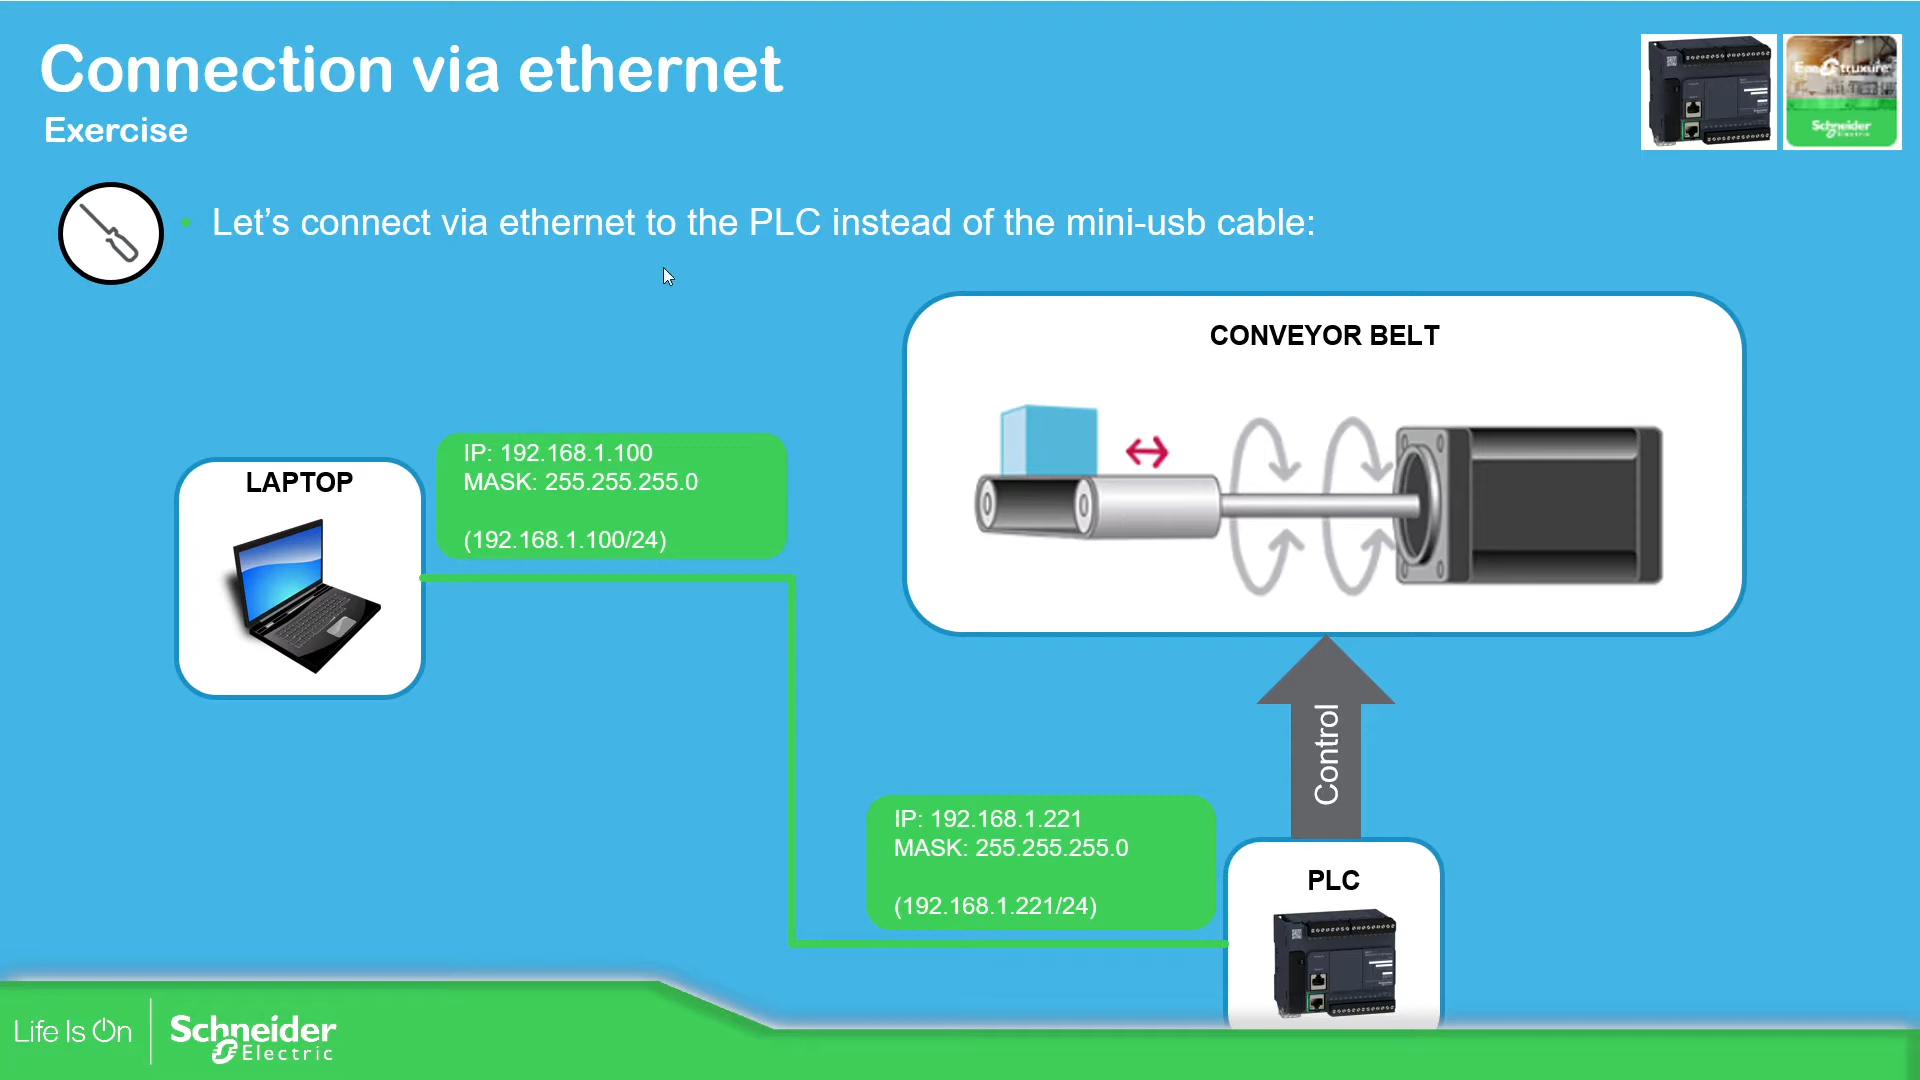 Connection via ethernet
Exercise
Schneider
Electric
• Let’s connect via ethernet to the PLC instead of the mini-usb cable:
CONVEYOR BELT
IP: 192.168.1.100
MASK: 255.255.255.0
(192.168.1.100/24)
LAPTOP
Control
IP: 192.168.1.221
MASK: 255.255.255.0
(192.168.1.221/24)
PLC
Life Is On
Schneider
Electric